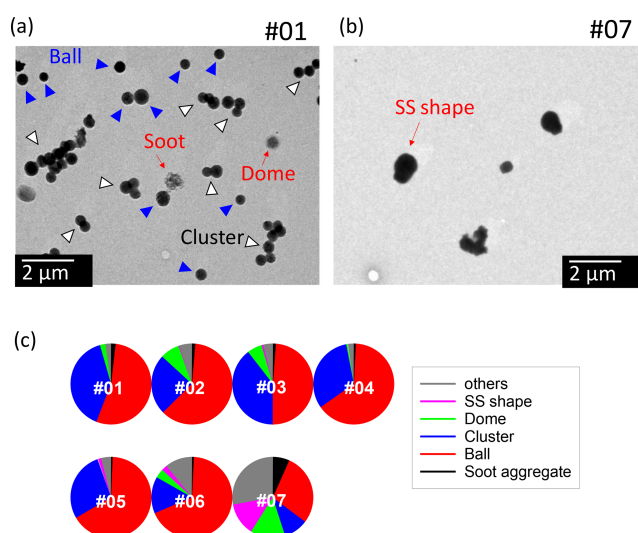 (a)
#01
Ball
Soot
Dome
Cluster
2 μm
(b)
#07
SS shape
2 μm
(c)
#01
#02
#03
#04
#05
#06
#07
others
SS shape
Dome
Cluster
Ball
Soot aggregate